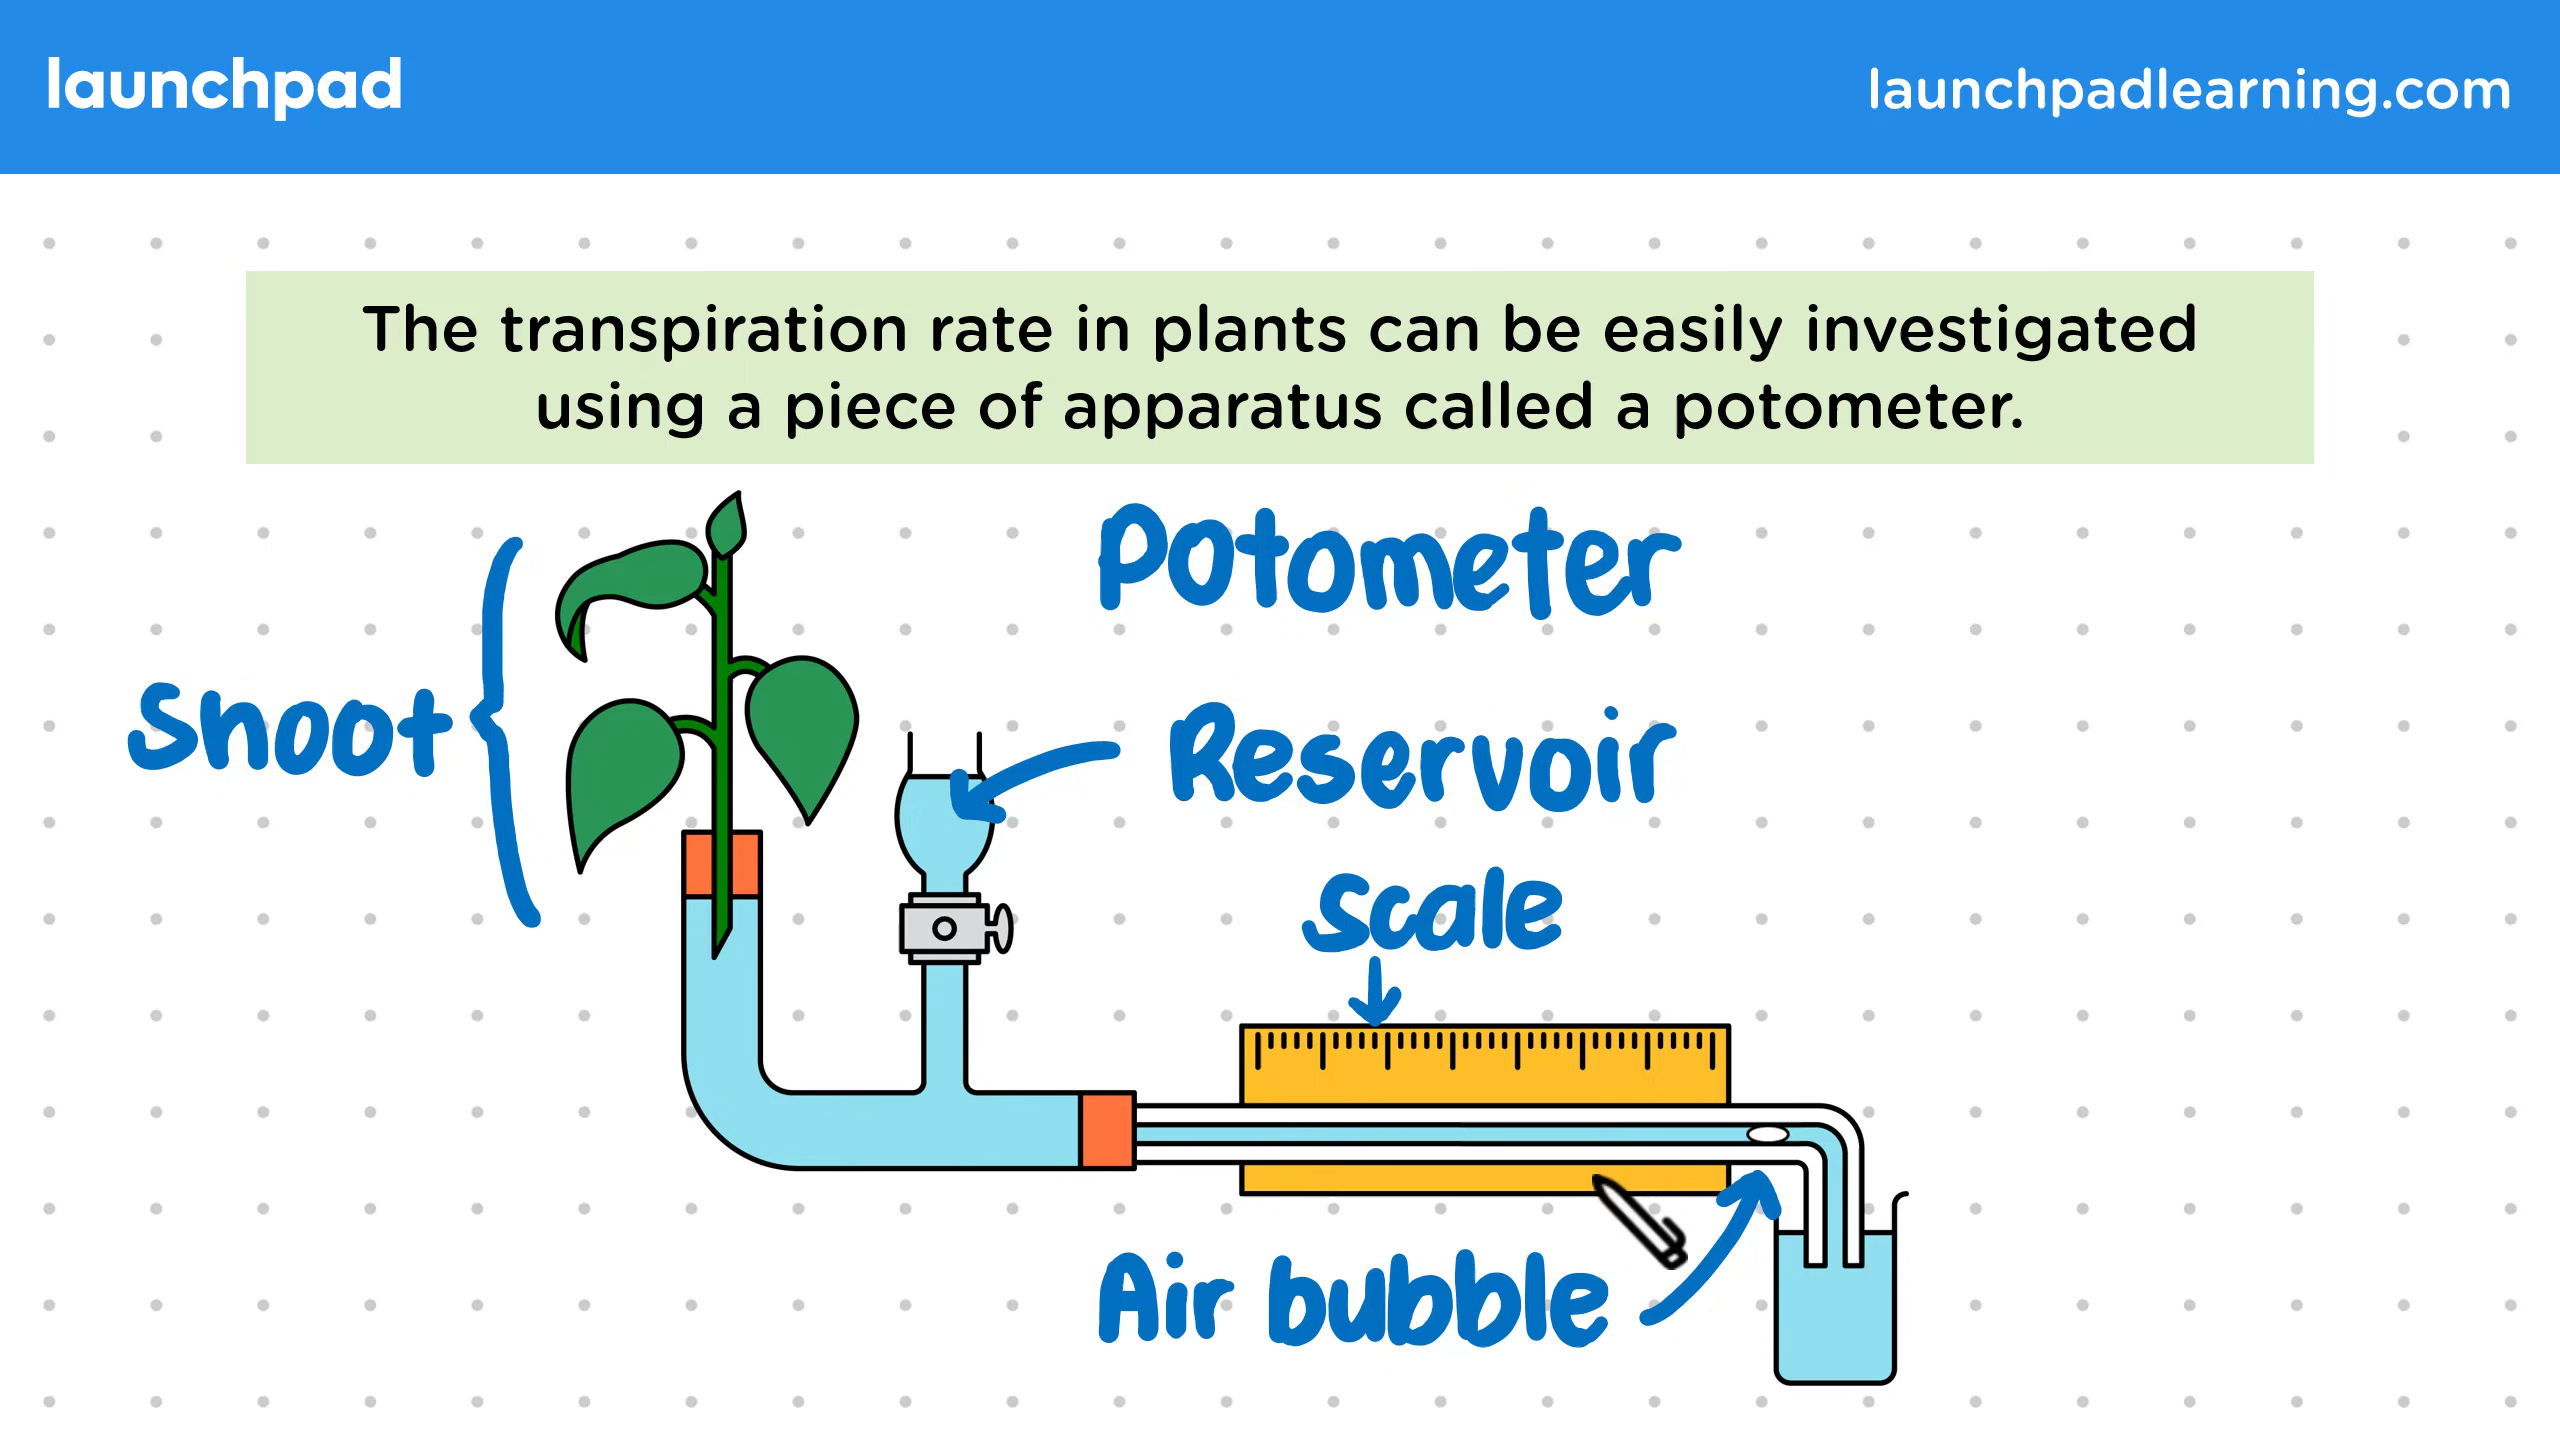 launchpad
launchpadlearning.com
The transpiration rate in plants can be easily investigated
using a piece of apparatus called a potometer.
Potometer
Shoot
Reservoir
scale
Air bubble